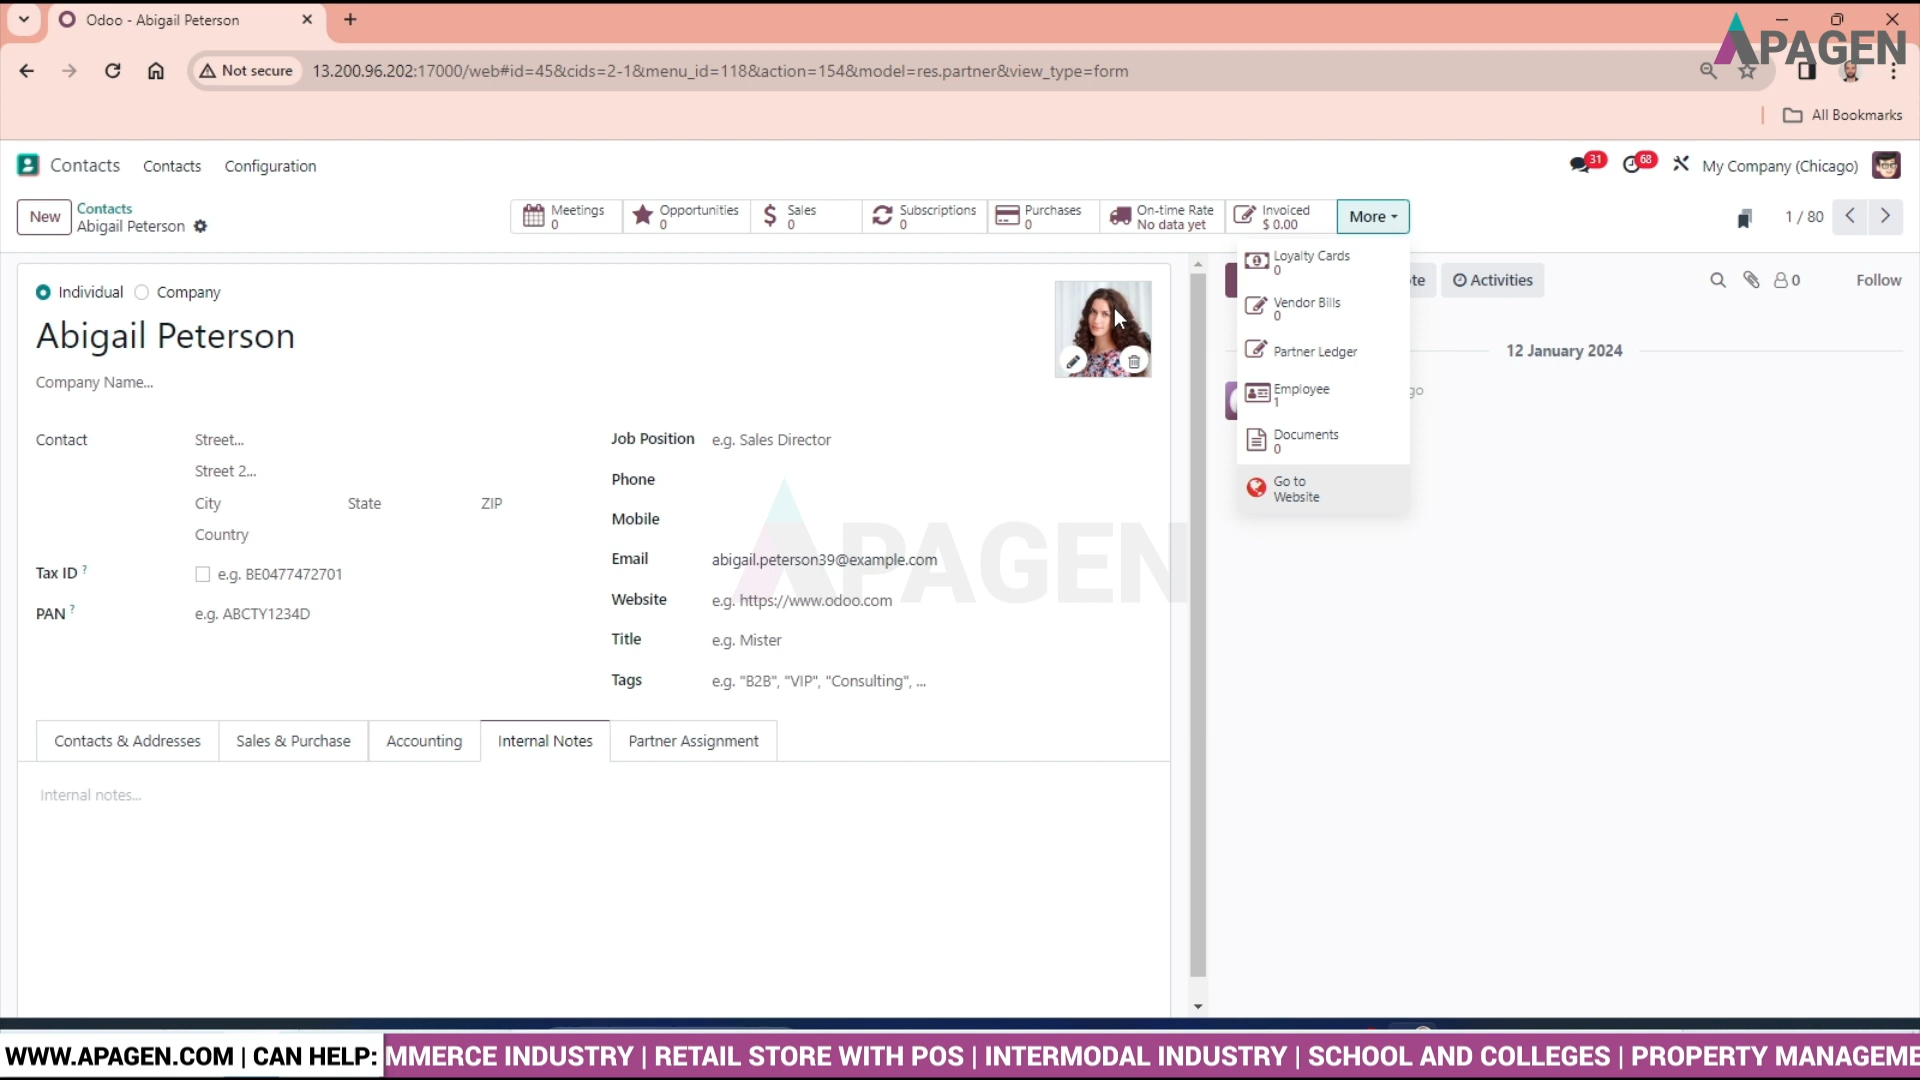 Odoo - Abigail Peterson
APAGEN
Not secure
13.200.96.202:17000/web#id=45&cids=2-1&menu_id=118&action=154&model=res.partner&view_type=form
All Bookmarks
Contacts
Contacts
Configuration
31
68
My Company (Chicago)
New
Contacts
Abigail Peterson
Meetings
0
Opportunities
0
Sales
0
Subscriptions
0
Purchases
0
On-time Rate
No data yet
Invoiced
$ 0.00
More
1 / 80
Loyalty Cards
0
Vendor Bills
0
Partner Ledger
Employee
1
Documents
0
Go to
Website
Activities
0
Follow
12 January 2024
Individual
Company
Abigail Peterson
Company Name...
Contact
Street...
Street 2...
City
State
ZIP
Country
Tax ID ?
e.g. BE0477472701
PAN ?
e.g. ABCTY1234D
Job Position
e.g. Sales Director
Phone
Mobile
Email
abigail.peterson39@example.com
Website
e.g. https://www.odoo.com
Title
e.g. Mister
Tags
e.g. "B2B", "VIP", "Consulting", ...
APAGEN
Contacts & Addresses
Sales & Purchase
Accounting
Internal Notes
Partner Assignment
Internal notes...
WWW.APAGEN.COM | CAN HELP: MMERCE INDUSTRY | RETAIL STORE WITH POS | INTERMODAL INDUSTRY | SCHOOL AND COLLEGES | PROPERTY MANAGEME